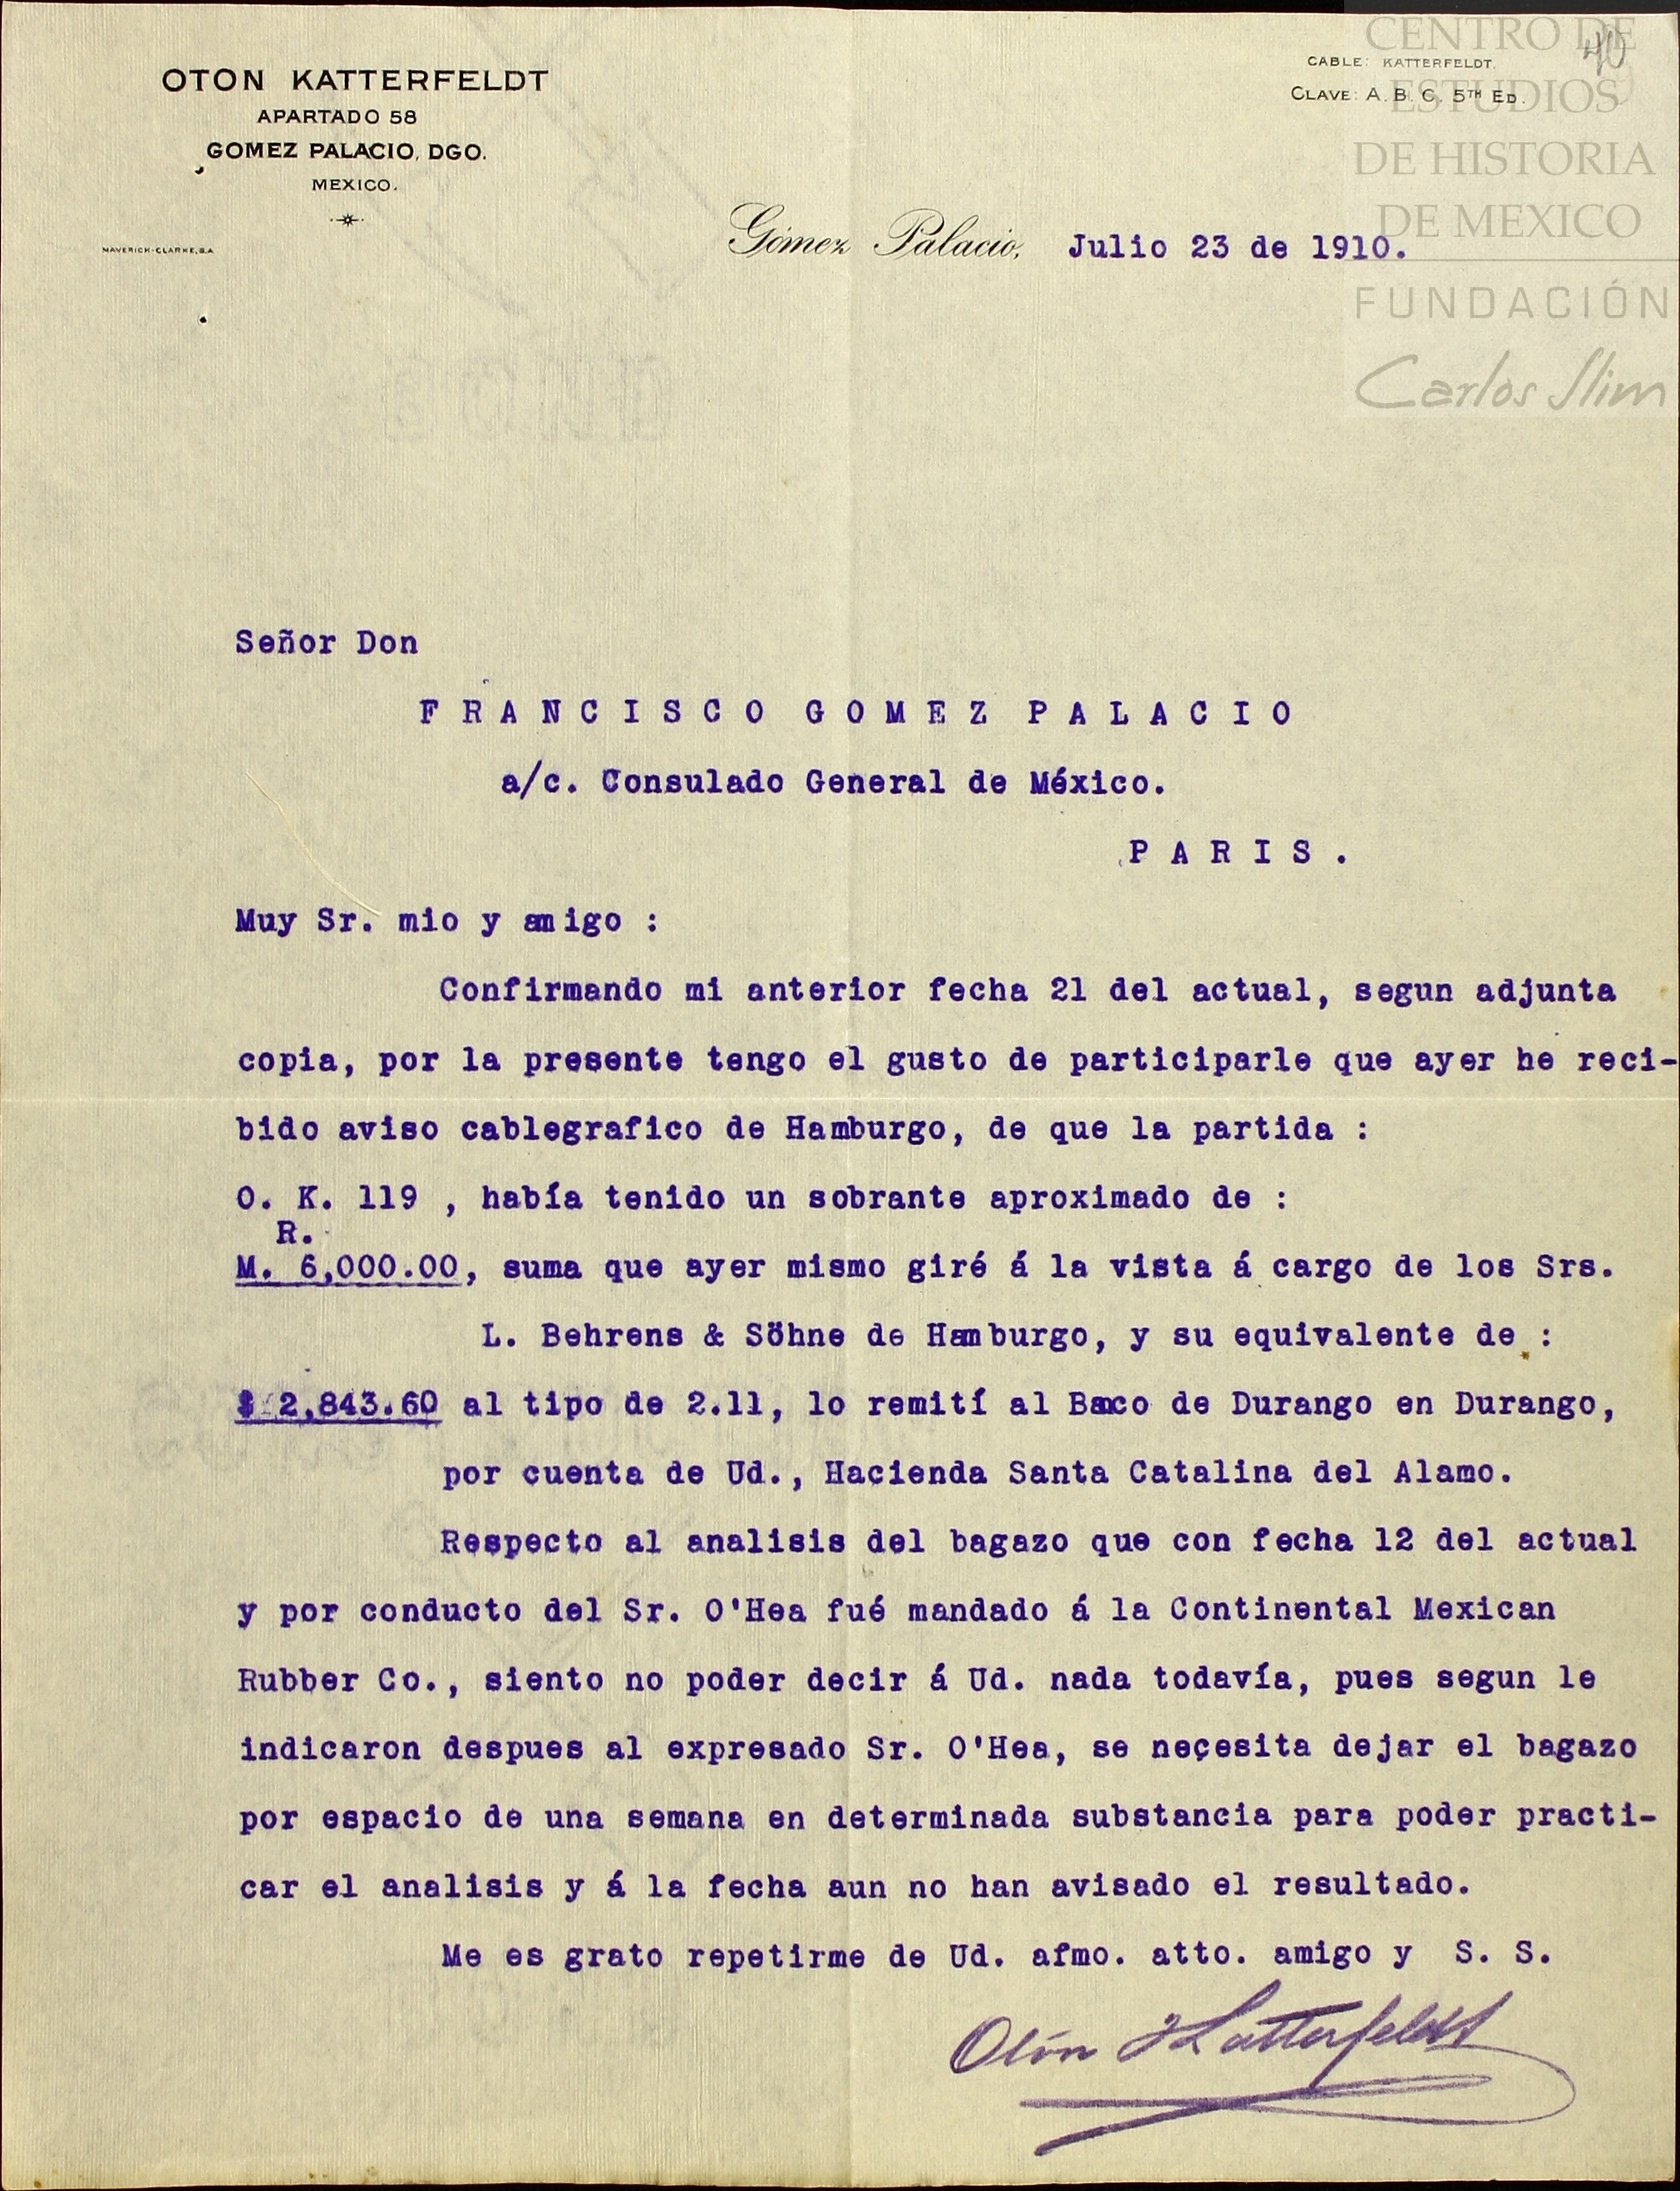 OTON KATTERFELDT
APARTADO 58
GOMEZ PALACIO, DGO.
MEXICO.
MAVERICK-CLARKE, S.A
CABLE: KATTERFELDT.
CLAVE: A. B. C. 5TH ED.
40
CENTRO DE
ESTUDIOS
DE HISTORIA
DE MEXICO
FUNDACIÓN
Carlos Slim
Gómez Palacio, Julio 23 de 1910.
Señor Don
FRANCISCO GOMEZ PALACIO
a/c. Consulado General de México.
PARIS.
Muy Sr. mio y amigo :
Confirmando mi anterior fecha 21 del actual, segun adjunta
copia, por la presente tengo el gusto de participarle que ayer he reci-
bido aviso cablegrafico de Hamburgo, de que la partida :
O. K. 119 , había tenido un sobrante aproximado de :
R.
M. 6,000.00, suma que ayer mismo giré á la vista á cargo de los Srs.
L. Behrens & Söhne de Hamburgo, y su equivalente de :
$ 2,843.60 al tipo de 2.11, lo remití al Banco de Durango en Durango,
por cuenta de Ud., Hacienda Santa Catalina del Alamo.
Respecto al analisis del bagazo que con fecha 12 del actual
y por conducto del Sr. O'Hea fué mandado á la Continental Mexican
Rubber Co., siento no poder decir á Ud. nada todavía, pues segun le
indicaron despues al expresado Sr. O'Hea, se necesita dejar el bagazo
por espacio de una semana en determinada substancia para poder practi-
car el analisis y á la fecha aun no han avisado el resultado.
Me es grato repetirme de Ud. afmo. atto. amigo y S. S.
Otón Katterfeldt